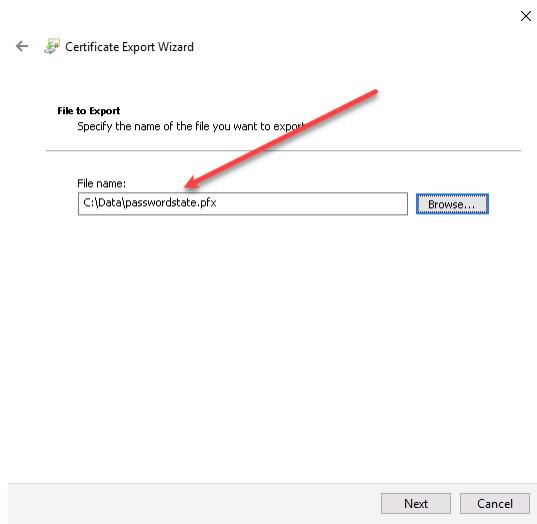 Certificate Export Wizard
File to Export
Specify the name of the file you want to export
File name:
C:\Data\passwordstate.pfx
Browse...
Next
Cancel